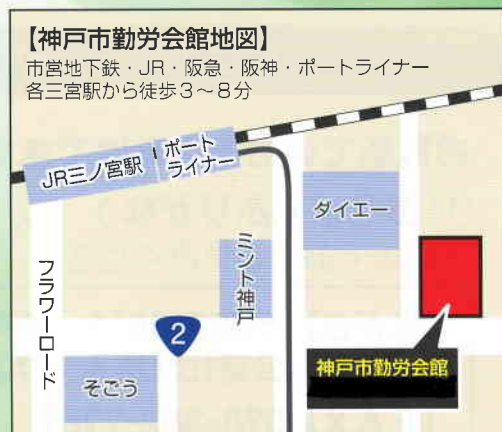 【神戸市勤労会館地図】
市営地下鉄・JR・阪急・阪神・ポートライナー
各三宮駅から徒歩3～8分
JR三ノ宮駅
ポート
ライナー
ダイエー
ミント神戸
フラワーロード
2
神戸市勤労会館
そごう